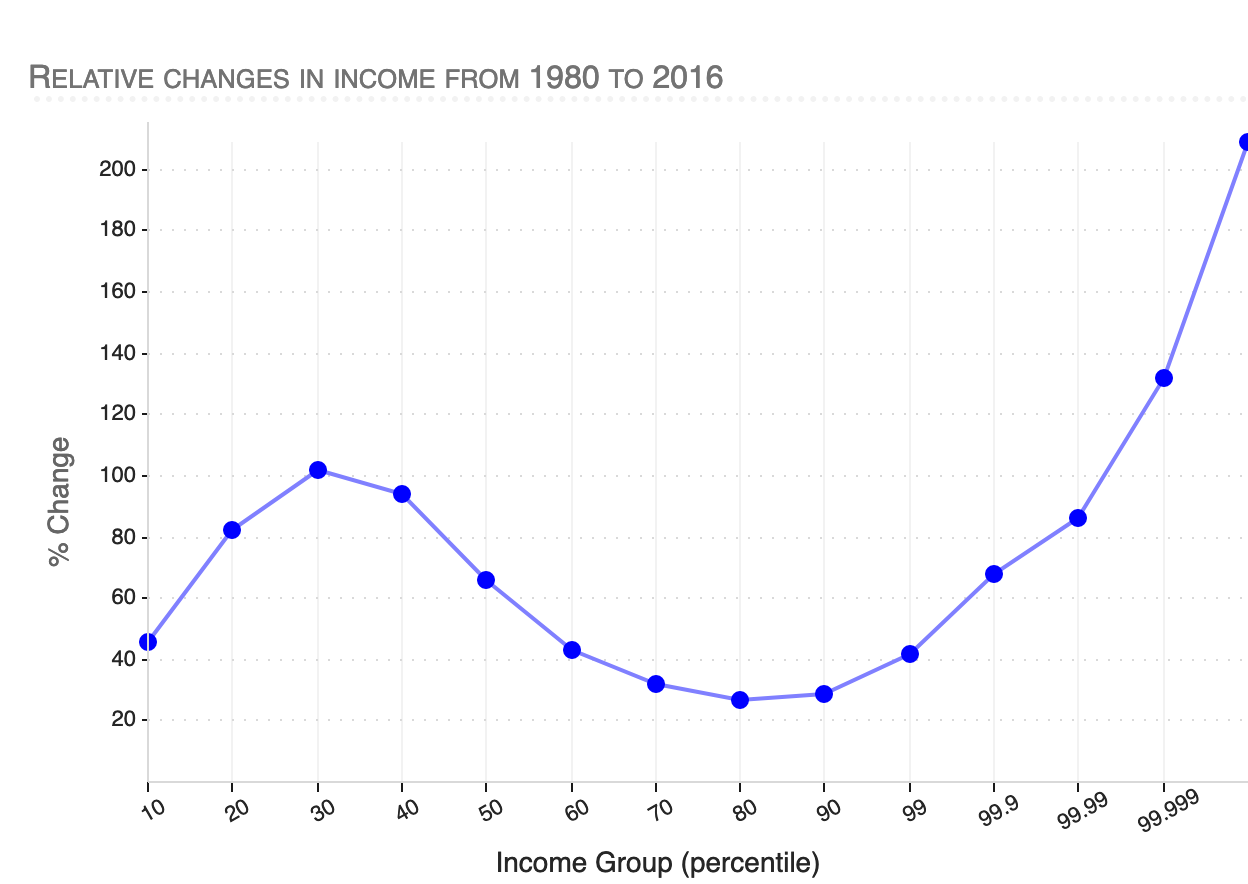 RELATIVE CHANGES IN INCOME FROM 1980 TO 2016
200
180
160
140
120
100
80
60
40
20
% Change
10 20 30 40 50 60 70 80 90 99 99.9 99.99 99.999
Income Group (percentile)